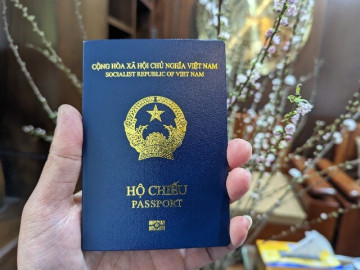 CỘNG HÒA XÃ HỘI CHỦ NGHĨA VIỆT NAM
SOCIALIST REPUBLIC OF VIET NAM
HỘ CHIẾU
PASSPORT